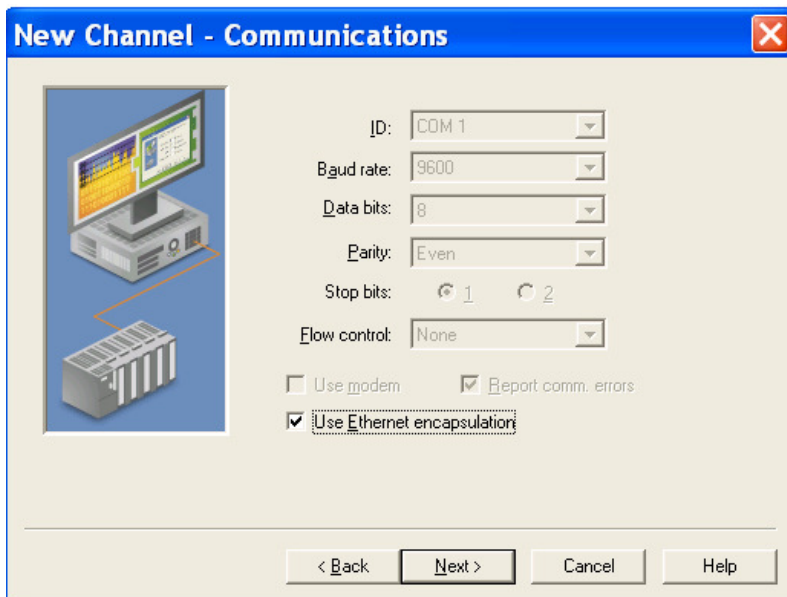 New Channel - Communications
ID: COM 1
Baud rate: 9600
Data bits: 8
Parity: Even
Stop bits: 1 2
Flow control: None
Use modem Report comm. errors
Use Ethernet encapsulation
< Back Next > Cancel Help